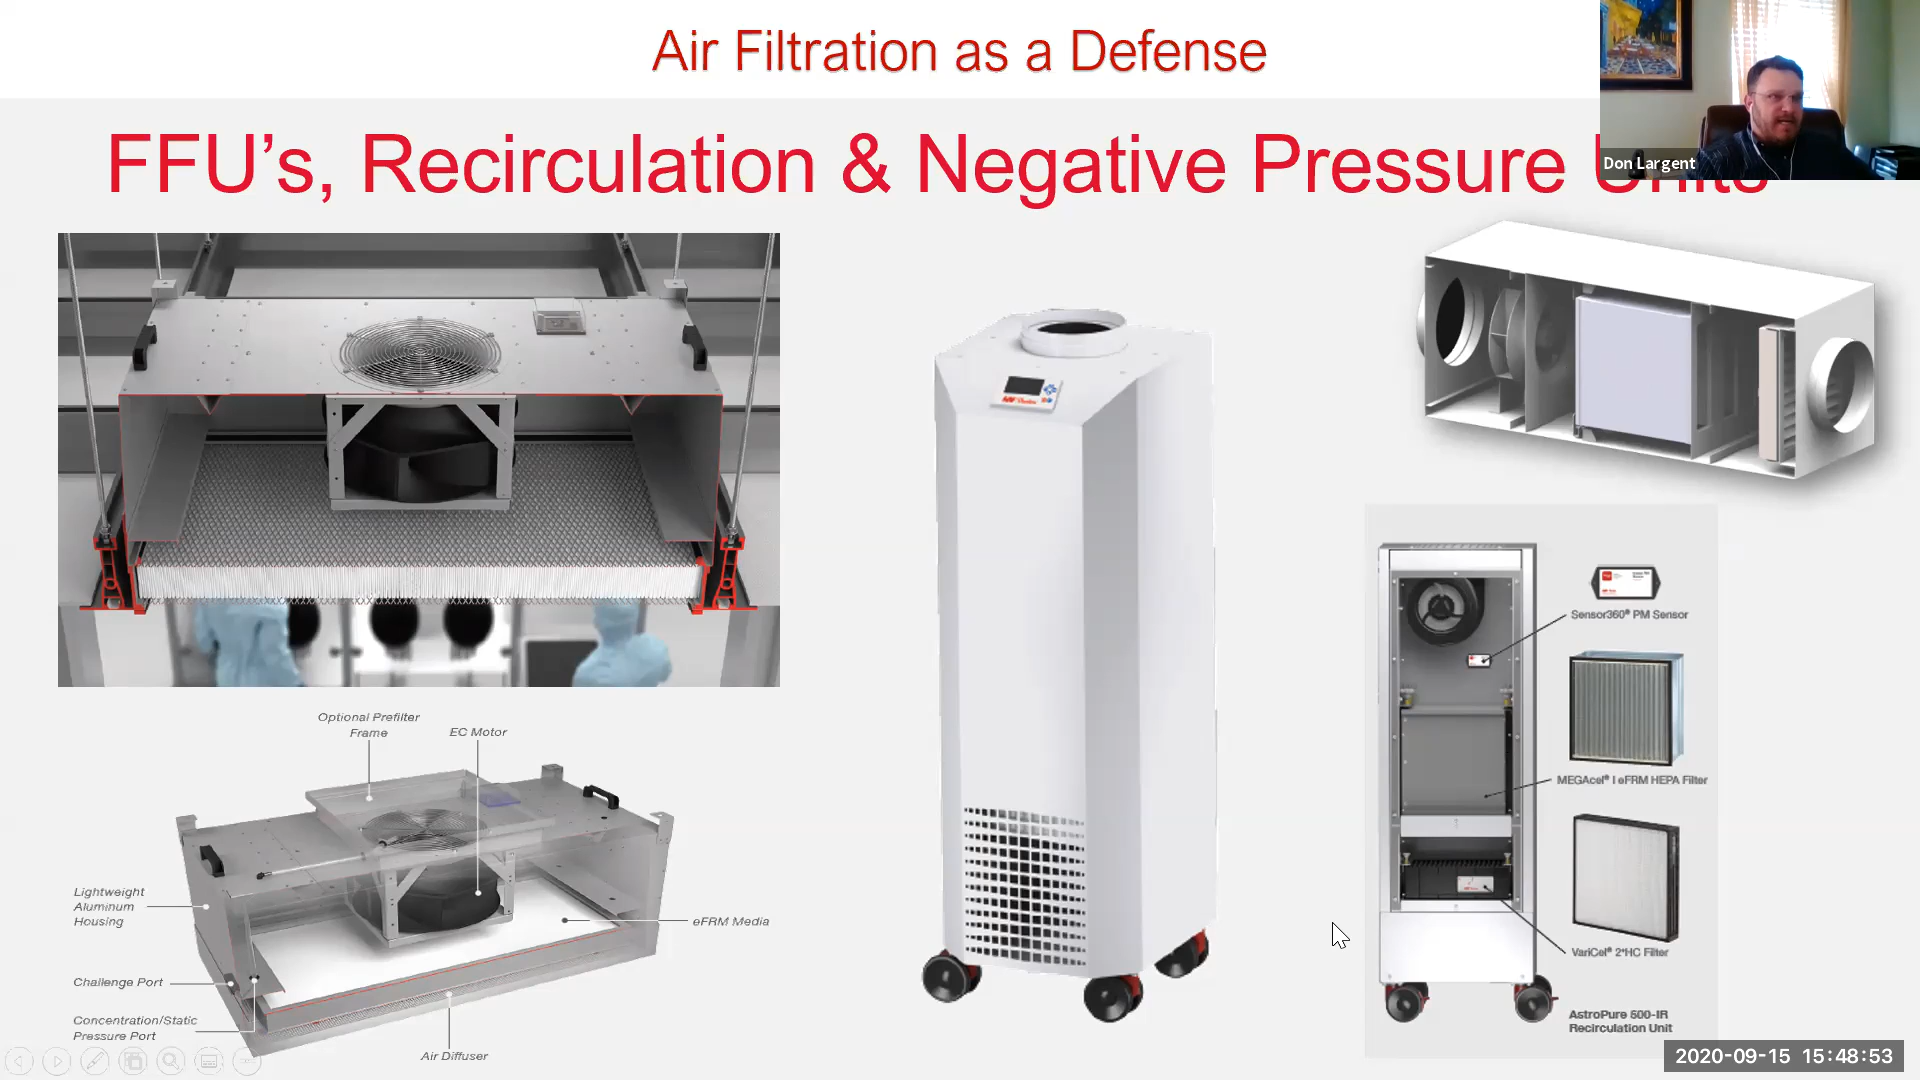 Air Filtration as a Defense
FFU's, Recirculation & Negative Pressure Units
Don Largent
Optional Prefilter
Frame
EC Motor
Lightweight
Aluminum
Housing
eFRM Media
Challenge Port
Concentration/Static
Pressure Port
Air Diffuser
Sensor360® PM Sensor
MEGAcel® I eFRM HEPA Filter
VariCel® 2+HC Filter
AstroPure 500-IR
Recirculation Unit
2020-09-15 15:48:53